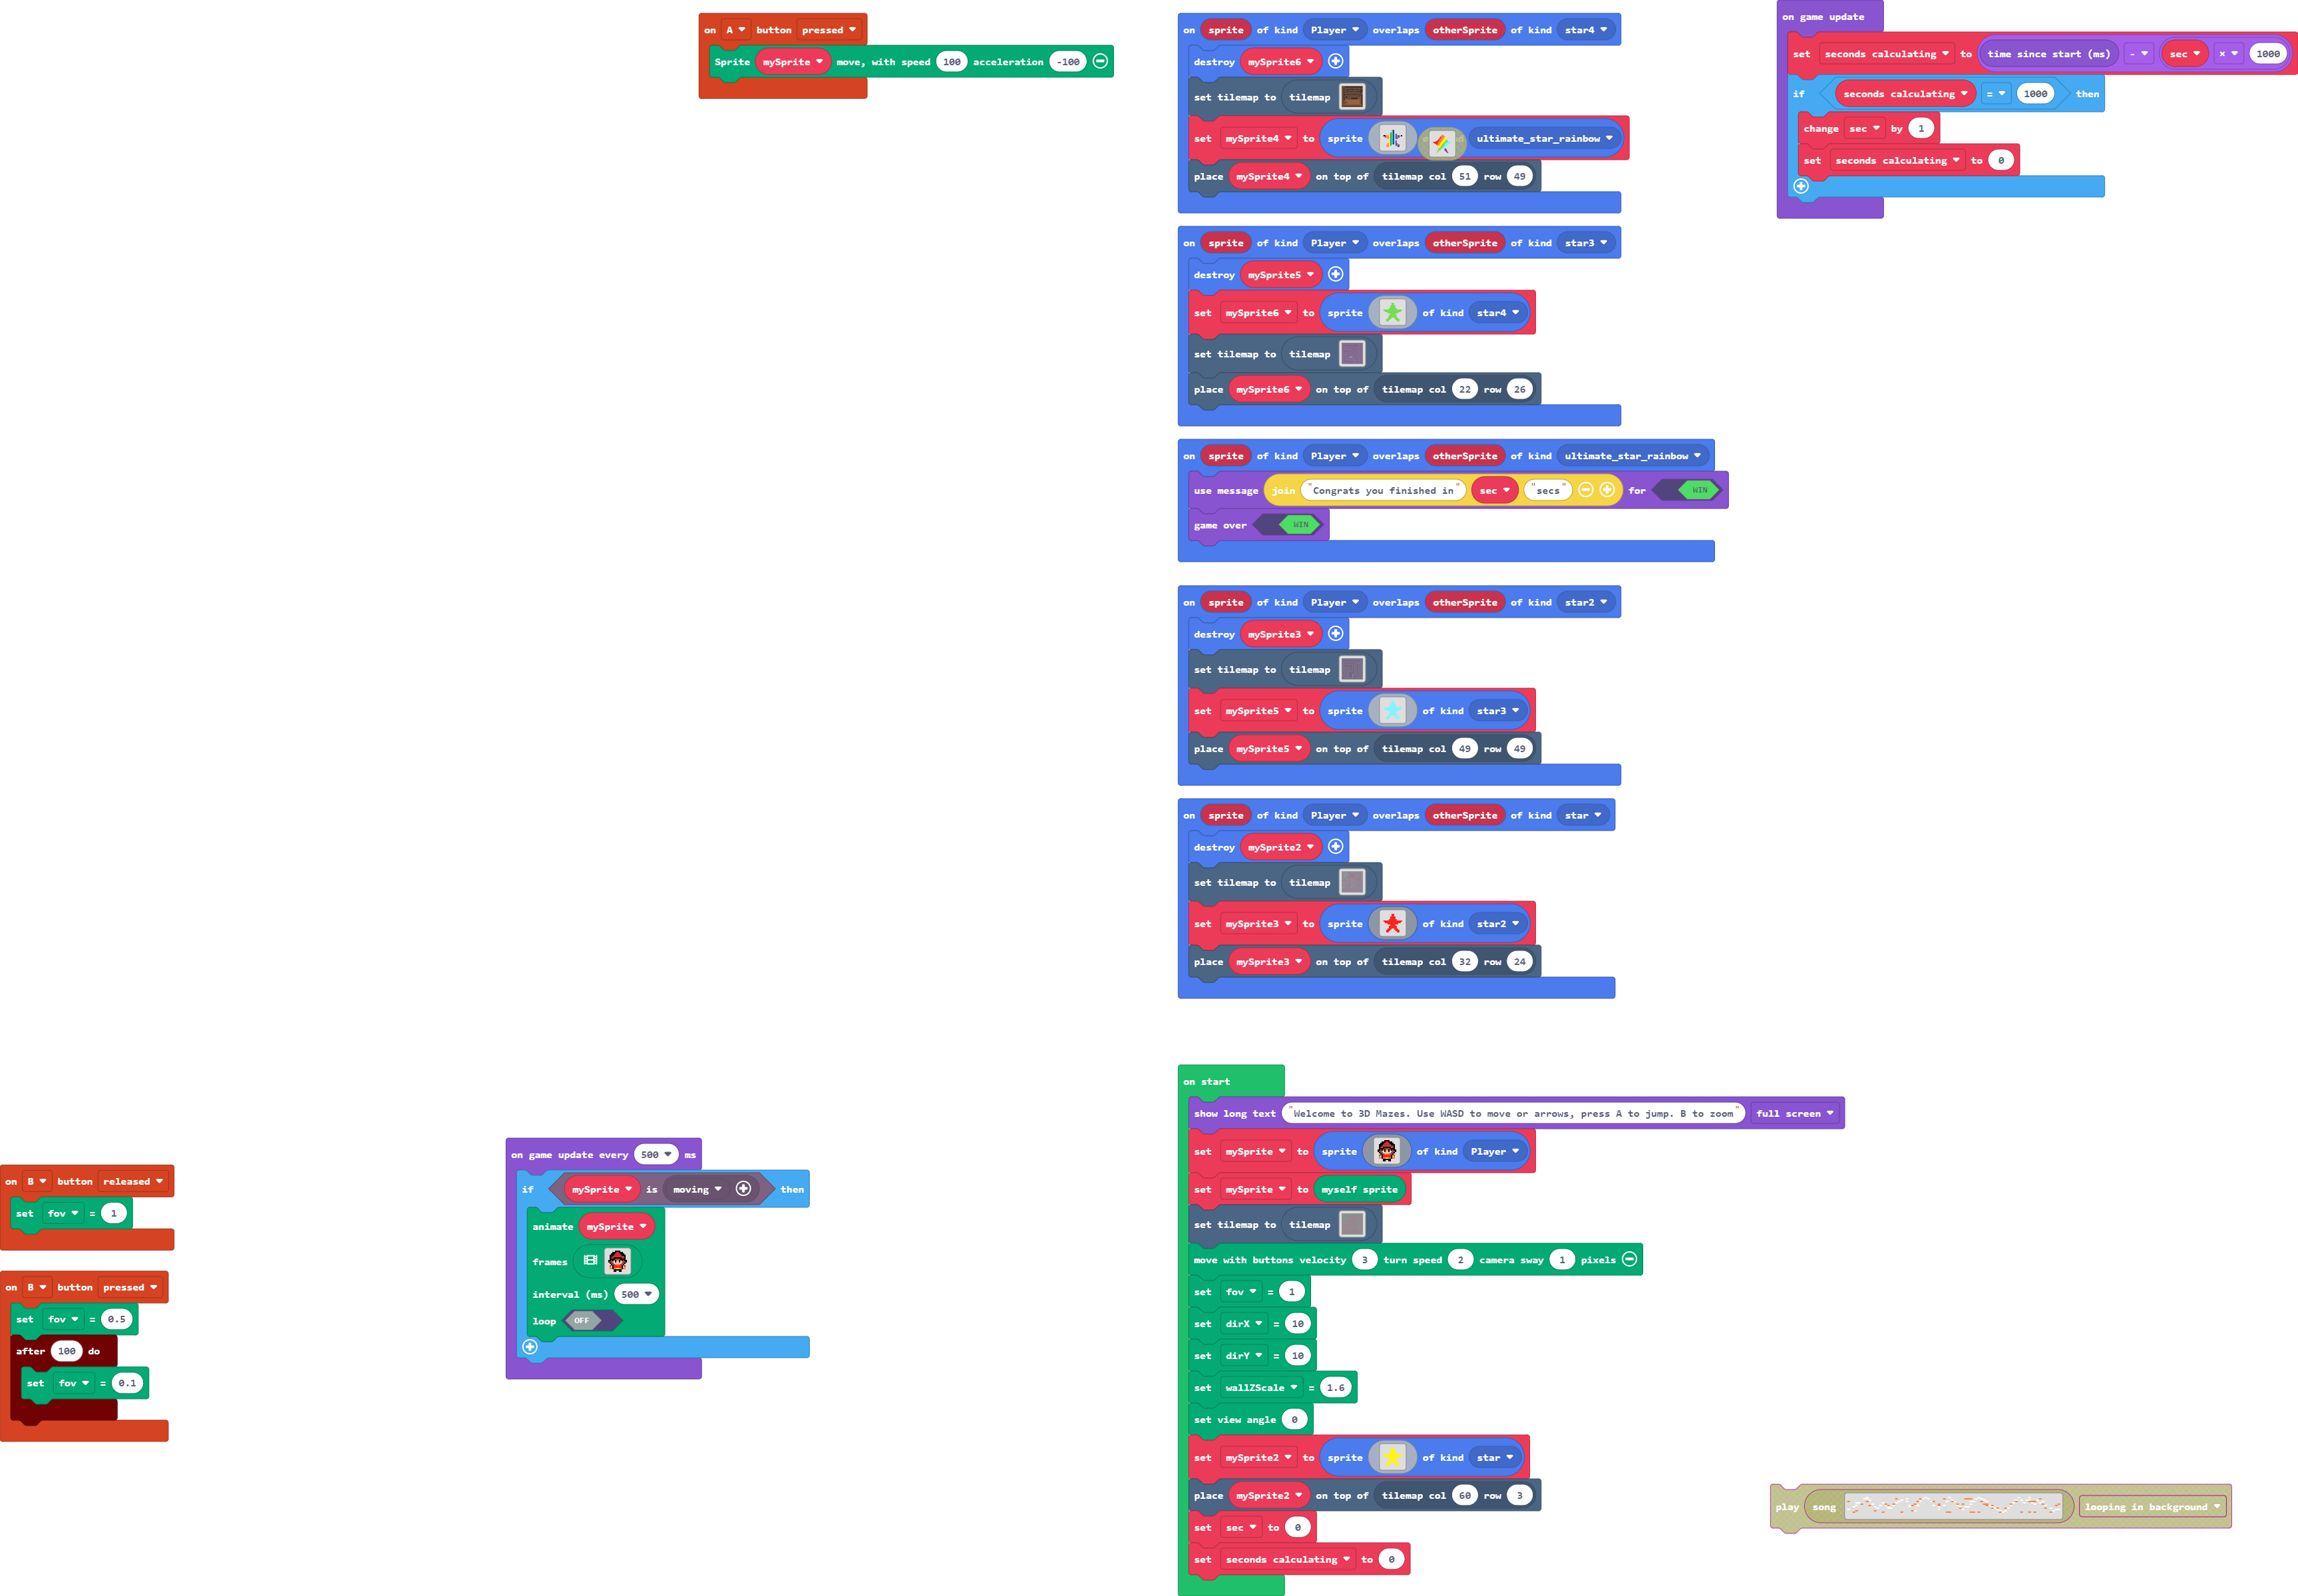 on A button pressed
Sprite mySprite move, with speed 100 acceleration -100
on sprite of kind Player overlaps otherSprite of kind star4
destroy mySprite6
set tilemap to tilemap
set mySprite4 to sprite ultimate_star_rainbow
place mySprite4 on top of tilemap col 51 row 49
on sprite of kind Player overlaps otherSprite of kind star3
destroy mySprite5
set mySprite6 to sprite of kind star4
set tilemap to tilemap
place mySprite6 on top of tilemap col 22 row 26
on sprite of kind Player overlaps otherSprite of kind ultimate_star_rainbow
use message join "Congrats you finished in" sec "secs" for WIN
game over WIN
on sprite of kind Player overlaps otherSprite of kind star2
destroy mySprite3
set tilemap to tilemap
set mySprite5 to sprite of kind star3
place mySprite5 on top of tilemap col 49 row 49
on sprite of kind Player overlaps otherSprite of kind star
destroy mySprite2
set tilemap to tilemap
set mySprite3 to sprite of kind star2
place mySprite3 on top of tilemap col 32 row 24
on game update
set seconds calculating to time since start (ms) - sec × 1000
if seconds calculating = 1000 then
change sec by 1
set seconds calculating to 0
on B button released
set fov = 1
on B button pressed
set fov = 0.5
after 100 do
set fov = 0.1
on game update every 500 ms
if mySprite is moving then
animate mySprite
frames
interval (ms) 500
loop OFF
on start
show long text "Welcome to 3D Mazes. Use WASD to move or arrows, press A to jump. B to zoom" full screen
set mySprite to sprite of kind Player
set mySprite to myself sprite
set tilemap to tilemap
move with buttons velocity 3 turn speed 2 camera sway 1 pixels
set fov = 1
set dirX = 10
set dirY = 10
set wallZScale = 1.6
set view angle 0
set mySprite2 to sprite of kind star
place mySprite2 on top of tilemap col 60 row 3
set sec to 0
set seconds calculating to 0
play song looping in background